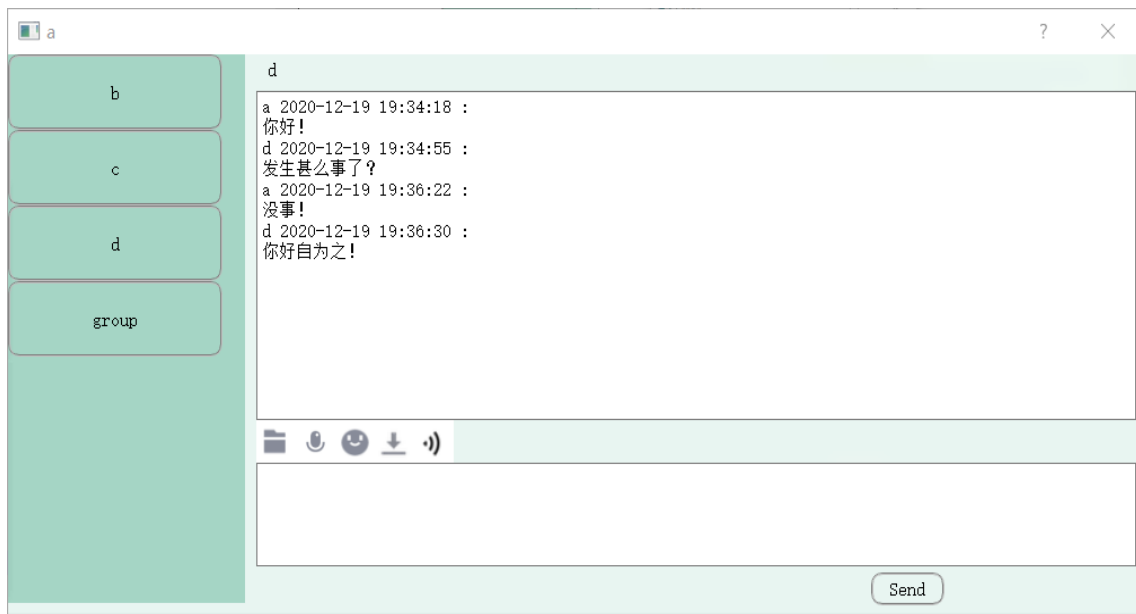 a
?
b
c
d
group
d
a 2020-12-19 19:34:18 :
你好!
d 2020-12-19 19:34:55 :
发生甚么事了?
a 2020-12-19 19:36:22 :
没事!
d 2020-12-19 19:36:30 :
你好自为之!
Send